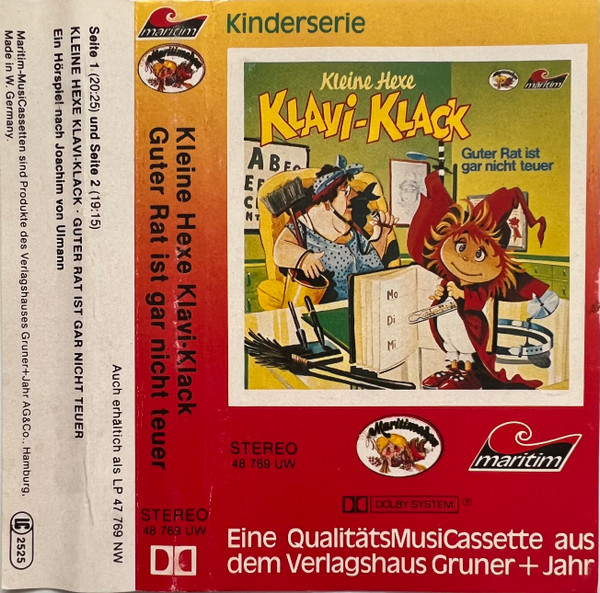 Seite 1 (20:25) und Seite 2 (19:15)
KLEINE HEXE KLAVI-KLACK · GUTER RAT IST GAR NICHT TEUER
Ein Hörspiel nach Joachim von Ulmann
Maritim-MusiCassetten sind Produkte des Verlagshauses Gruner+Jahr AG&Co., Hamburg.
Made in W. Germany.
Auch erhältlich als LP 47 769 NW
LC
2525
maritim
Kleine Hexe Klavi-Klack
Guter Rat ist gar nicht teuer
STEREO
48 769 UW
Kinderserie
maritim
Kleine Hexe
KLAVI-KLACK
Guter Rat ist
gar nicht teuer
Mo
Di
Mi
STEREO
48 769 UW
maritim
DOLBY SYSTEM ®
Eine QualitätsMusiCassette aus
dem Verlagshaus Gruner + Jahr